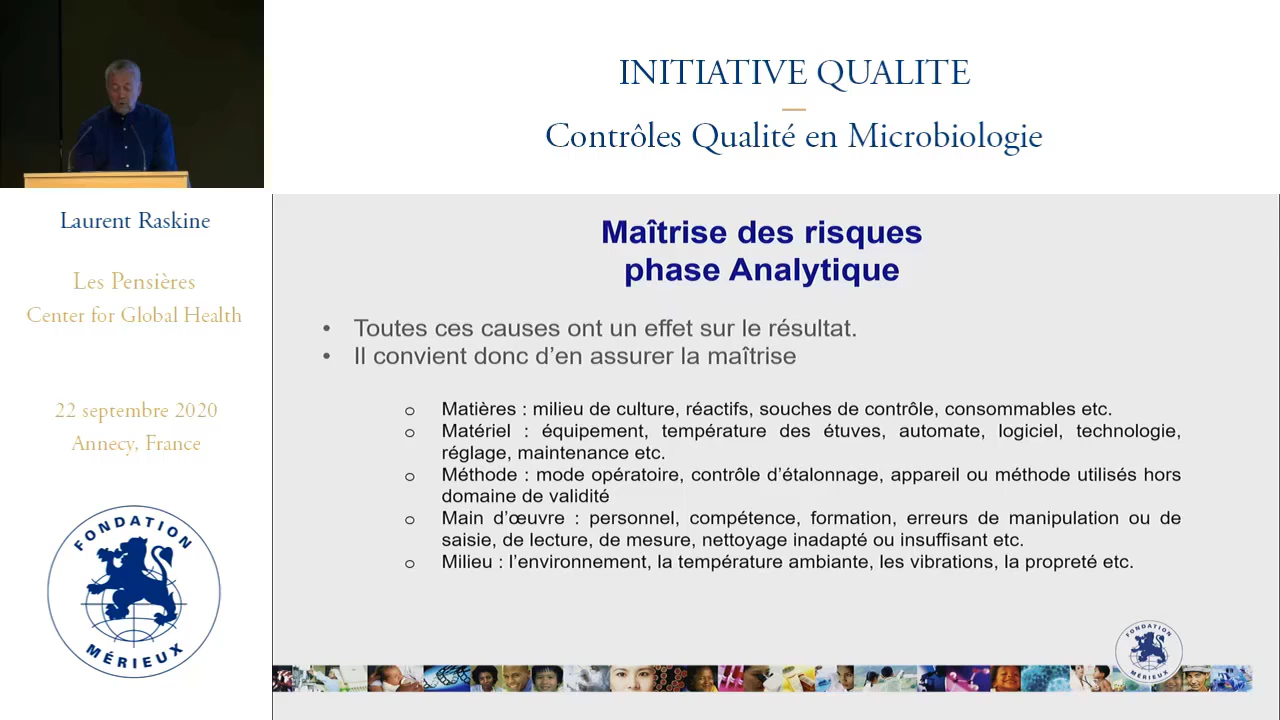 INITIATIVE QUALITE
Contrôles Qualité en Microbiologie
Laurent Raskine
Les Pensières
Center for Global Health
22 septembre 2020
Annecy, France
FONDATION
MÉRIEUX
Maîtrise des risques
phase Analytique
• Toutes ces causes ont un effet sur le résultat.
• Il convient donc d’en assurer la maîtrise
o Matières : milieu de culture, réactifs, souches de contrôle, consommables etc.
o Matériel : équipement, température des étuves, automate, logiciel, technologie,
réglage, maintenance etc.
o Méthode : mode opératoire, contrôle d’étalonnage, appareil ou méthode utilisés hors
domaine de validité
o Main d’œuvre : personnel, compétence, formation, erreurs de manipulation ou de
saisie, de lecture, de mesure, nettoyage inadapté ou insuffisant etc.
o Milieu : l’environnement, la température ambiante, les vibrations, la propreté etc.
FONDATION
MÉRIEUX